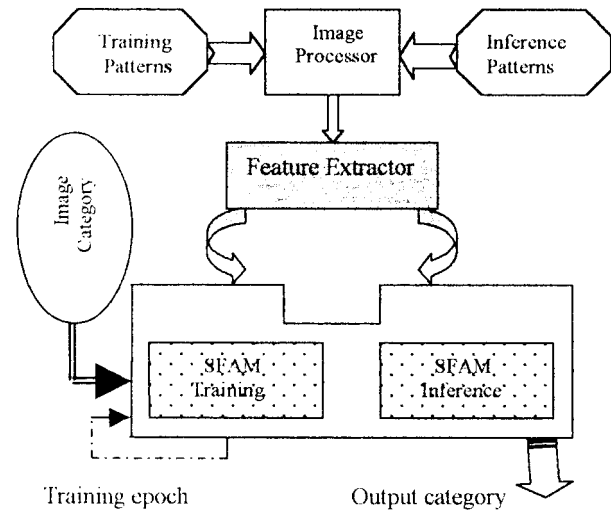 Training
Patterns
Image
Processor
Inference
Patterns
Feature Extractor
Image
Category
SFAM
Training
SFAM
Inference
Training epoch
Output category